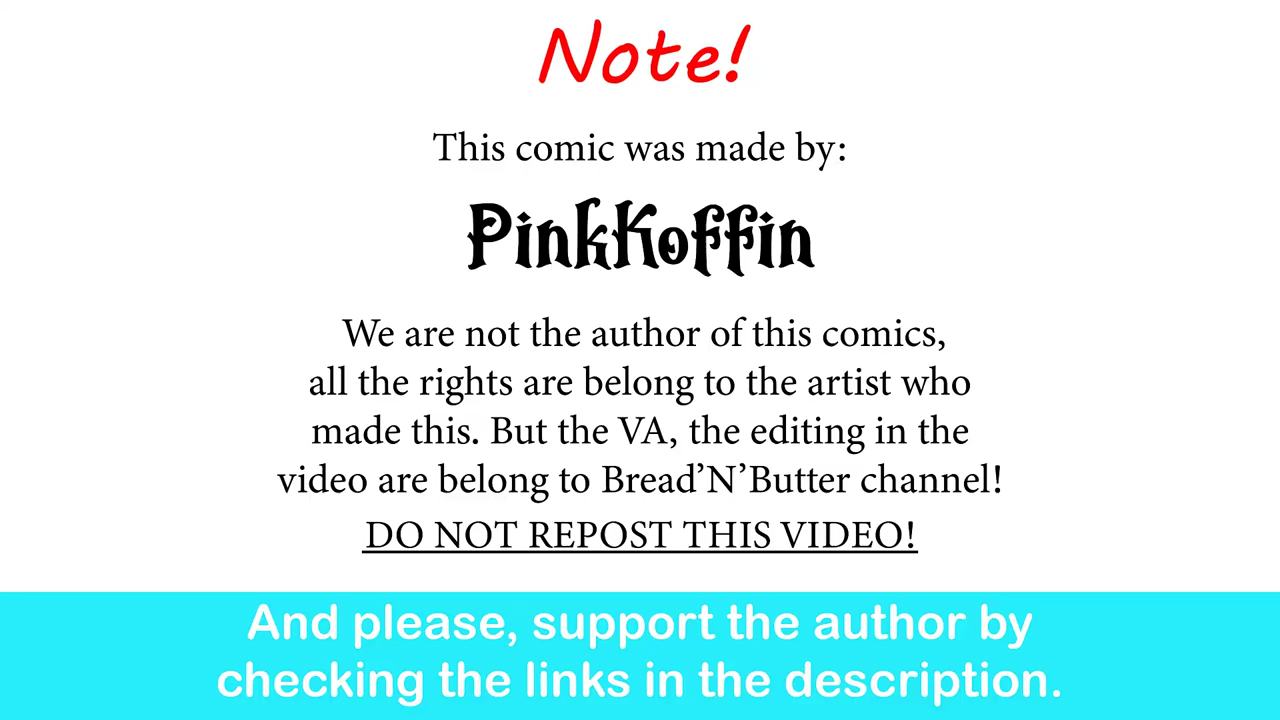 Note!
This comic was made by:
PinkKoffin
We are not the author of this comics,
all the rights are belong to the artist who
made this. But the VA, the editing in the
video are belong to Bread’N’Butter channel!
DO NOT REPOST THIS VIDEO!
And please, support the author by
checking the links in the description.